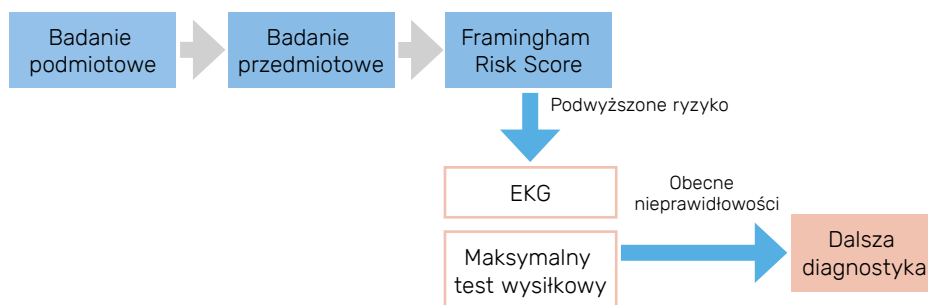 Badanie
podmiotowe
Badanie
przedmiotowe
Framingham
Risk Score
Podwyższone ryzyko
EKG
Obecne
nieprawidłowości
Maksymalny
test wysiłkowy
Dalsza
diagnostyka